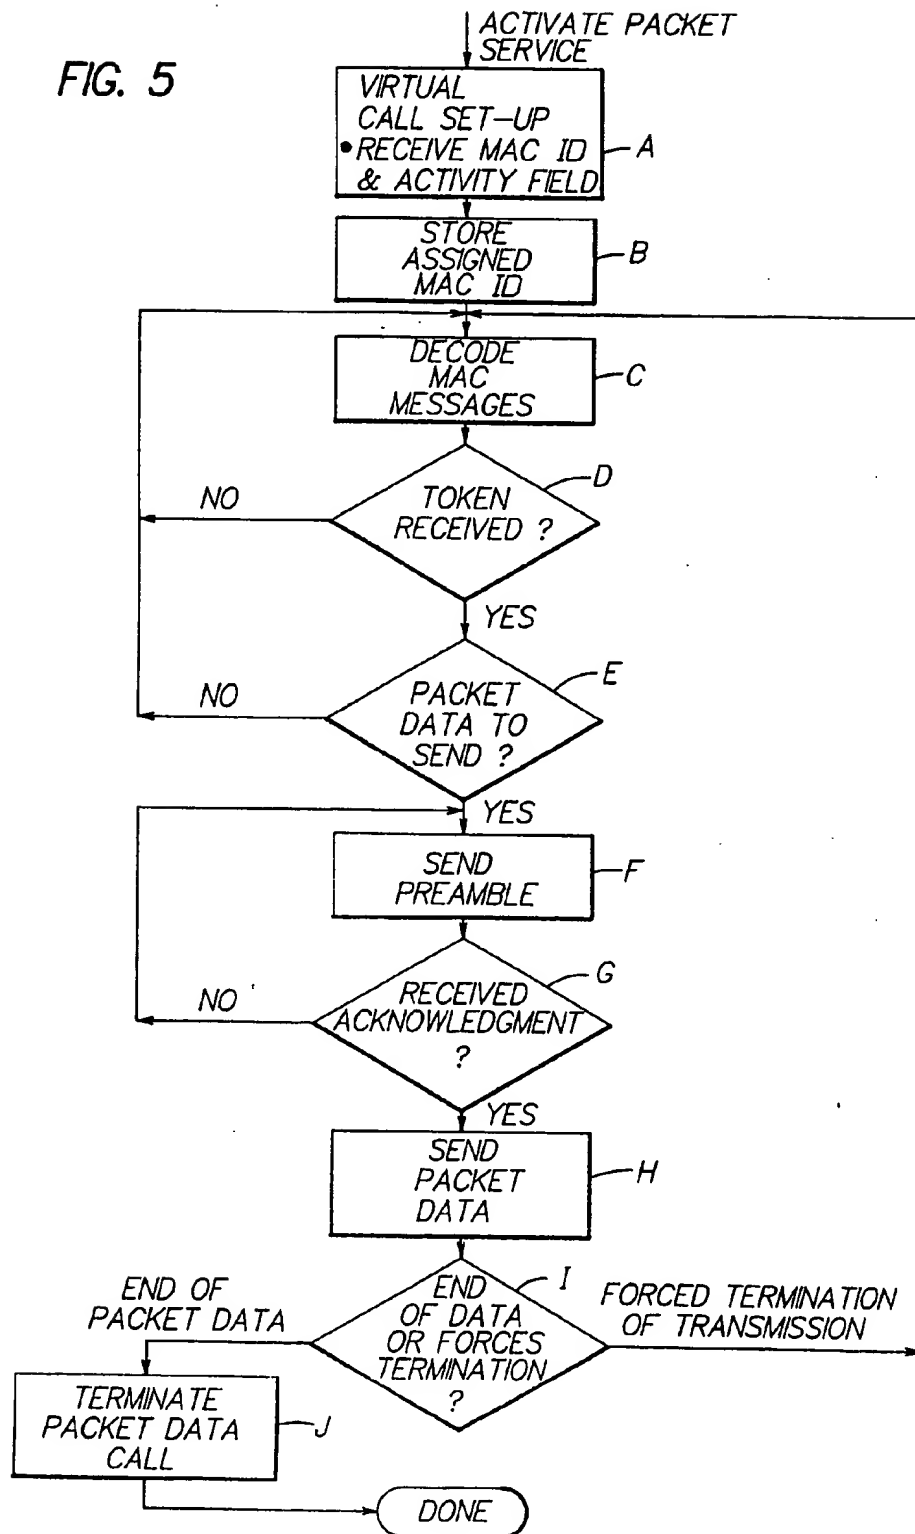 ACTIVATE PACKET
SERVICE
FIG. 5
VIRTUAL
CALL SET-UP
•RECEIVE MAC ID
& ACTIVITY FIELD
A
STORE
ASSIGNED
MAC ID
B
DECODE
MAC
MESSAGES
C
D
TOKEN
RECEIVED ?
NO
YES
E
PACKET
DATA TO
SEND ?
NO
YES
SEND
PREAMBLE
F
G
RECEIVED
ACKNOWLEDGMENT
?
NO
YES
SEND
PACKET
DATA
H
I
END
OF DATA
OR FORCES
TERMINATION
?
END OF
PACKET DATA
FORCED TERMINATION
OF TRANSMISSION
TERMINATE
PACKET DATA
CALL
J
DONE